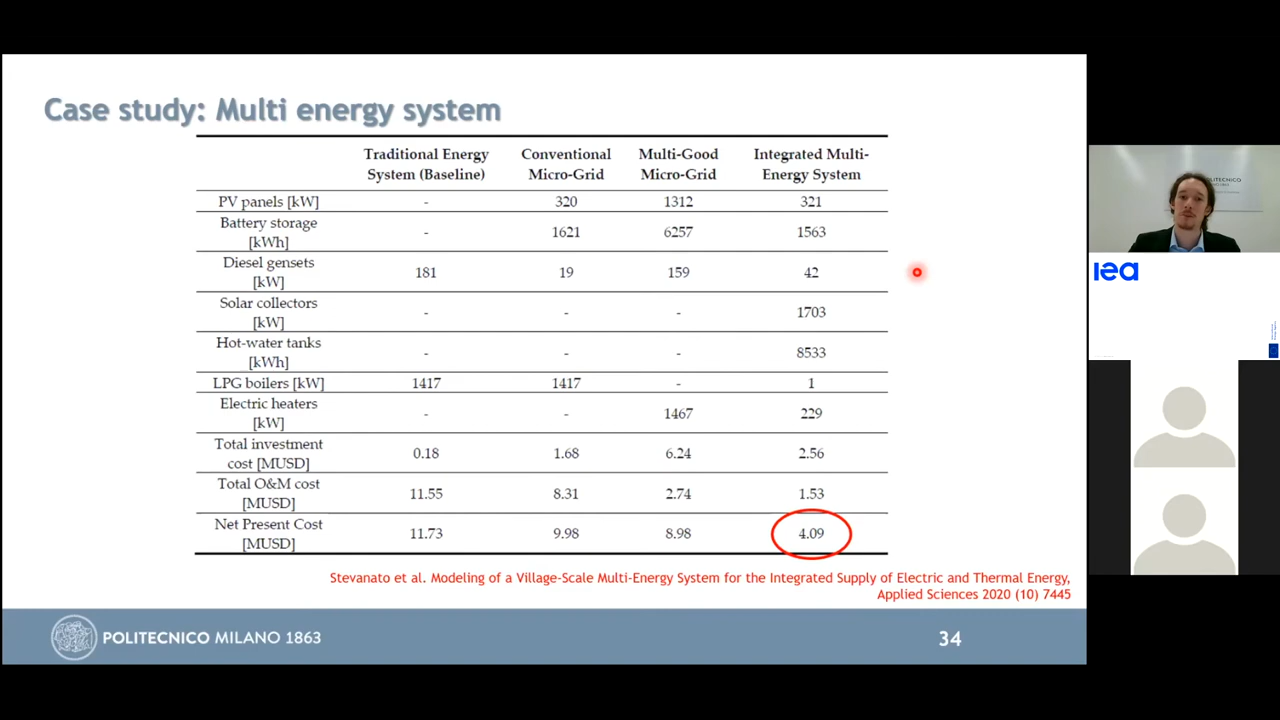 Case study: Multi energy system
Traditional Energy System (Baseline) Conventional Micro-Grid Multi-Good Micro-Grid Integrated Multi-Energy System
PV panels [kW] - 320 1312 321
Battery storage [kWh] - 1621 6257 1563
Diesel gensets [kW] 181 19 159 42
Solar collectors [kW] - - - 1703
Hot-water tanks [kWh] - - - 8533
LPG boilers [kW] 1417 1417 - 1
Electric heaters [kW] - - 1467 229
Total investment cost [MUSD] 0.18 1.68 6.24 2.56
Total O&M cost [MUSD] 11.55 8.31 2.74 1.53
Net Present Cost [MUSD] 11.73 9.98 8.98 4.09
Stevanato et al. Modeling of a Village-Scale Multi-Energy System for the Integrated Supply of Electric and Thermal Energy,
Applied Sciences 2020 (10) 7445
POLITECNICO MILANO 1863
34
POLITECNICO
iea